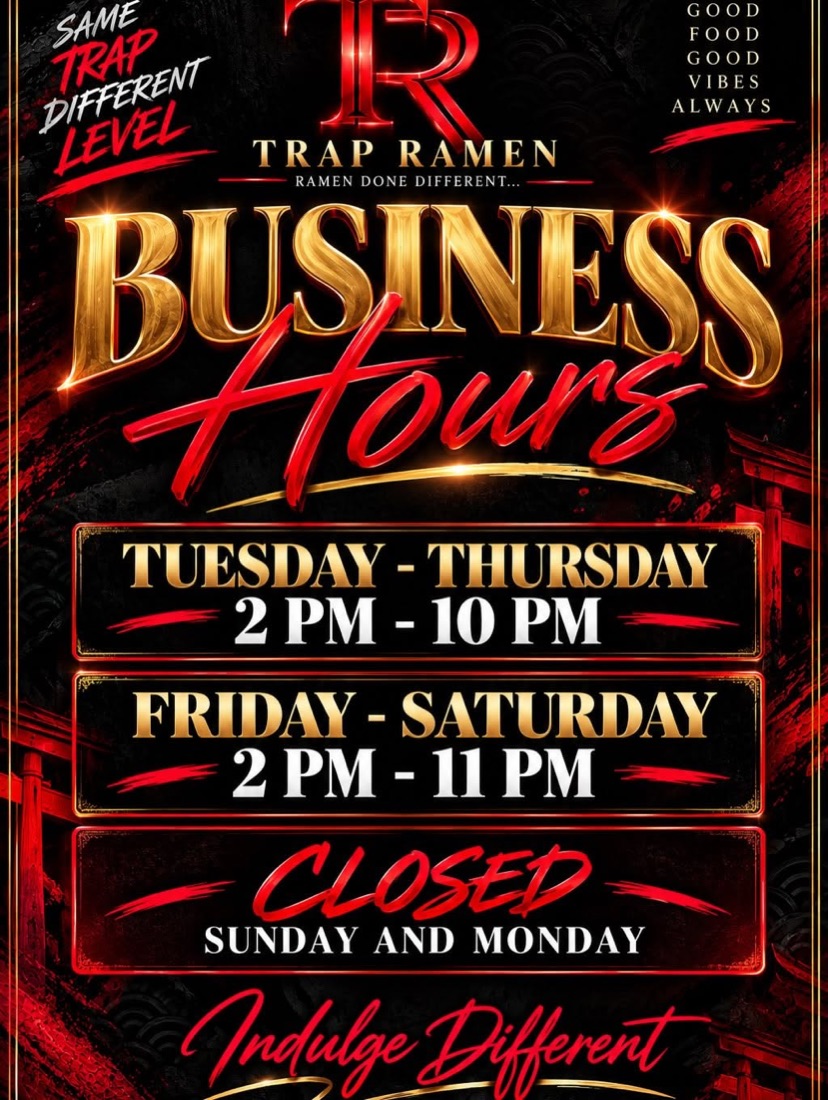 SAME
TRAP
DIFFERENT
LEVEL
TR
GOOD
FOOD
GOOD
VIBES
ALWAYS
TRAP RAMEN
RAMEN DONE DIFFERENT...
BUSINESS
Hours
TUESDAY - THURSDAY
2 PM - 10 PM
FRIDAY - SATURDAY
2 PM - 11 PM
CLOSED
SUNDAY AND MONDAY
Indulge Different